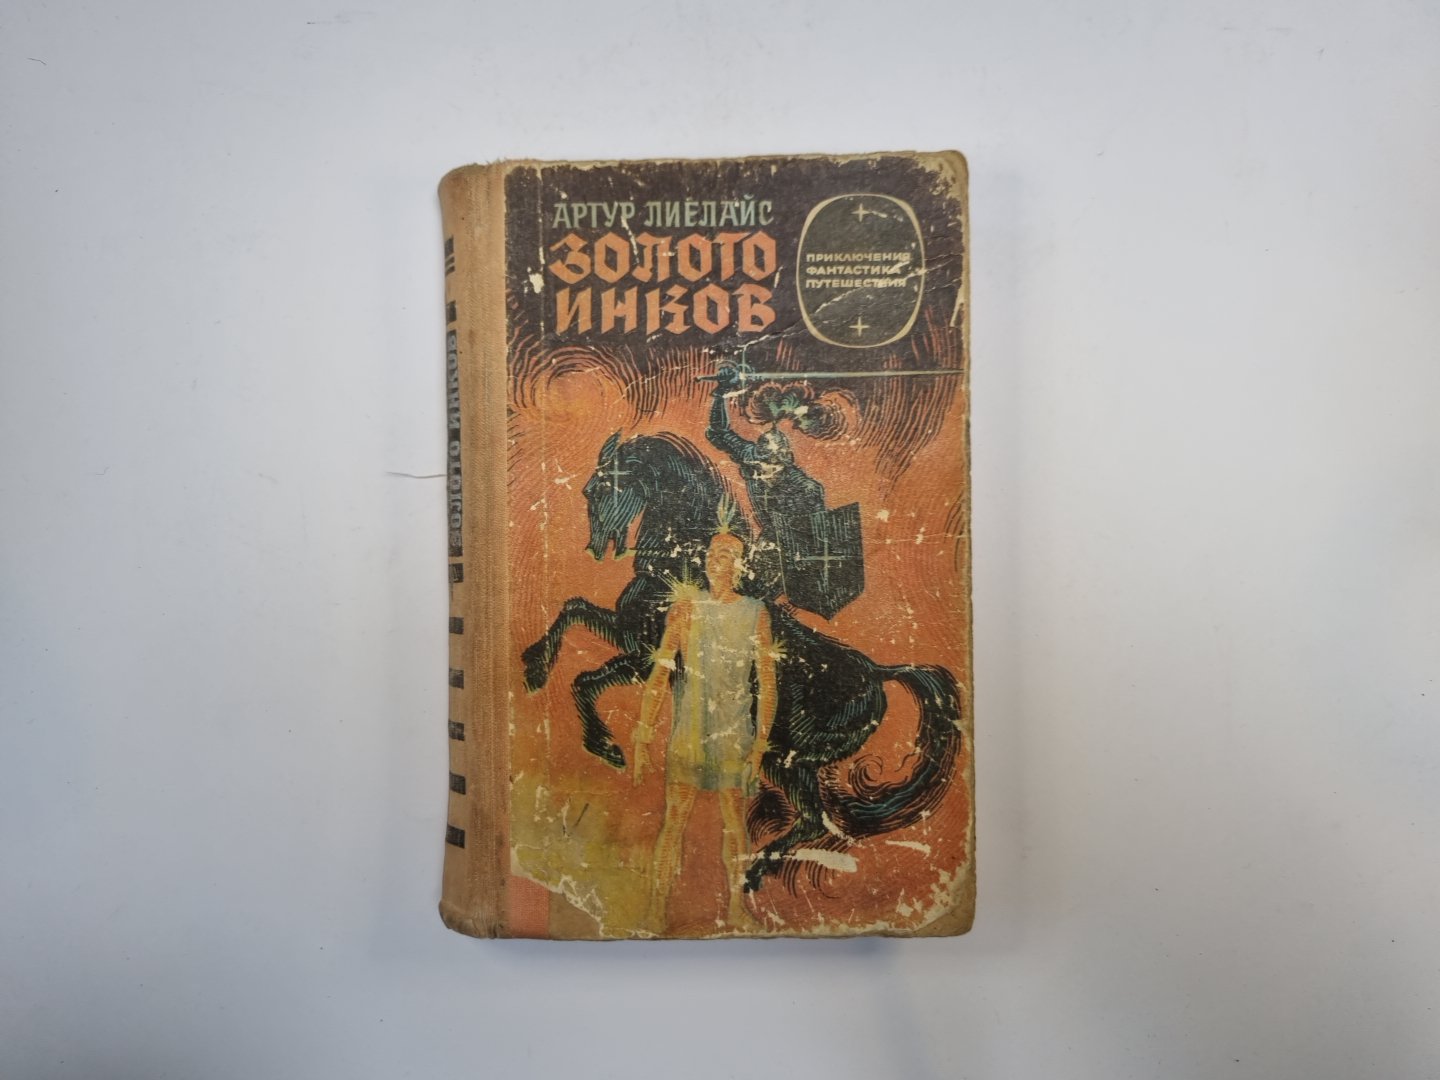 АРТУР ЛИЕЛАЙС
ЗОЛОТО
ИНКОВ
ПРИКЛЮЧЕНИЯ
ФАНТАСТИКА
ПУТЕШЕСТВИЯ
ЗОЛОТО ИНКОВ